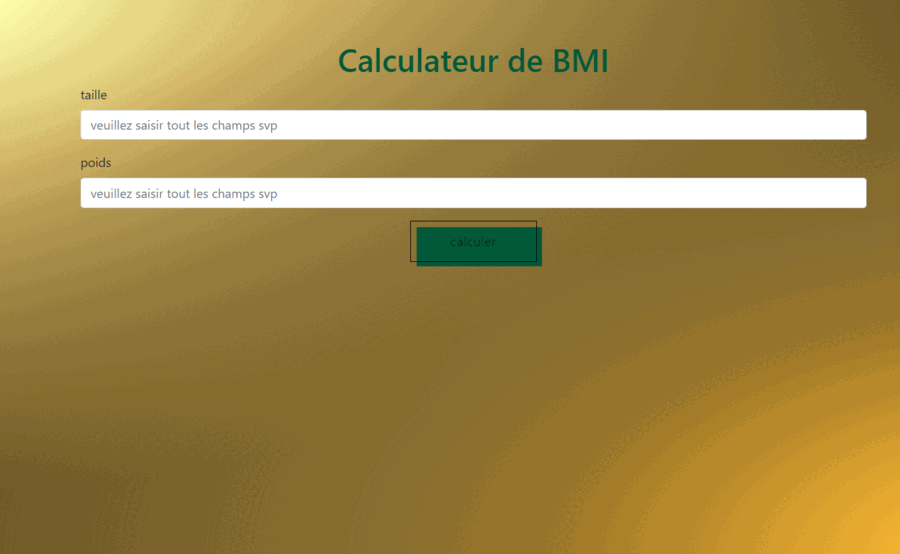 Calculateur de BMI
taille
veuillez saisir tout les champs svp
poids
veuillez saisir tout les champs svp
calculer